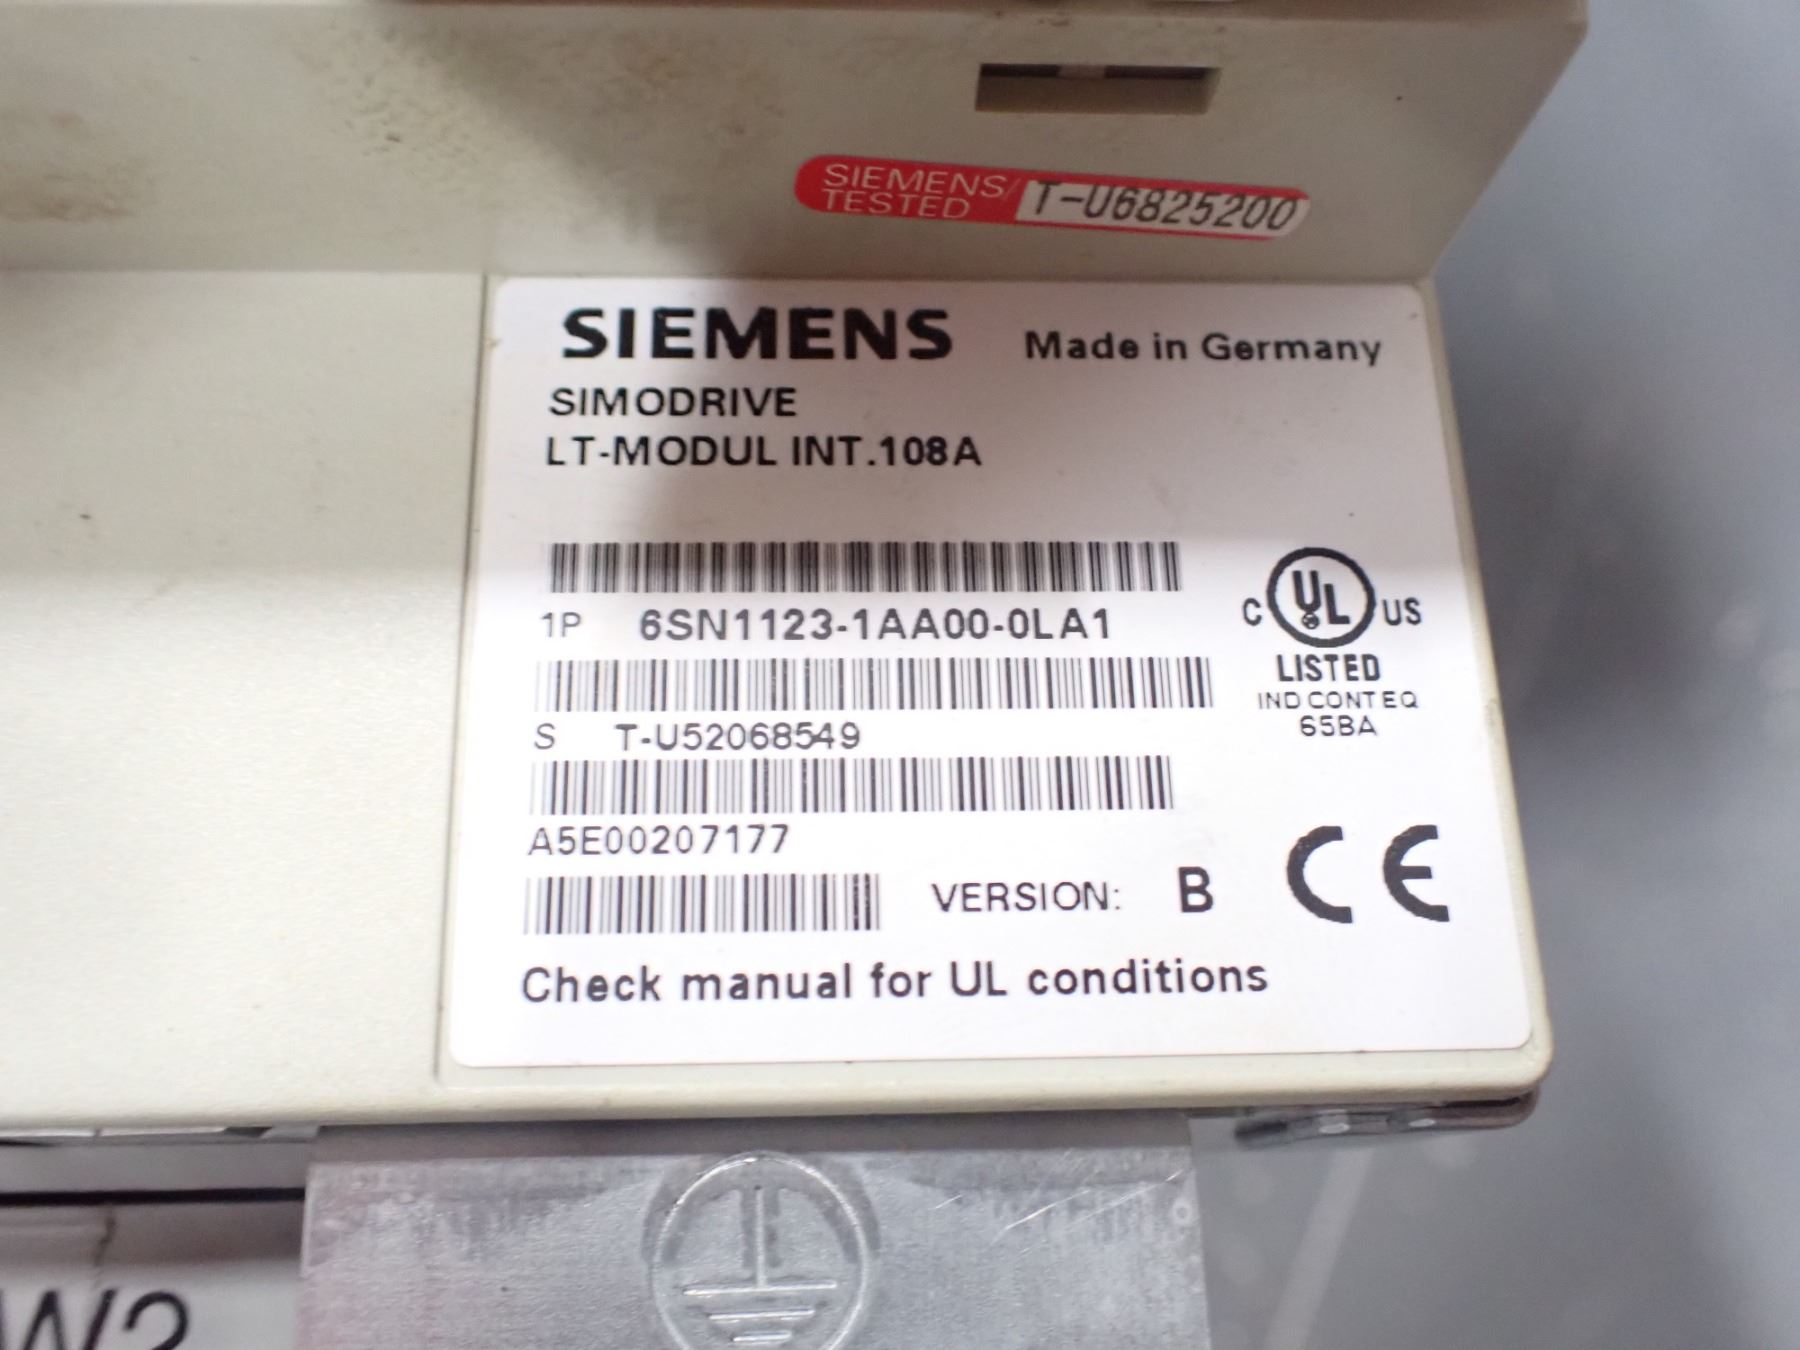 SIEMENS/
TESTED T-U6825200
SIEMENS Made in Germany
SIMODRIVE
LT-MODUL INT.108A
1P 6SN1123-1AA00-0LA1
C UL US
LISTED
IND CONT EQ
65BA
S T-U52068549
A5E00207177
VERSION: B CE
Check manual for UL conditions
W2